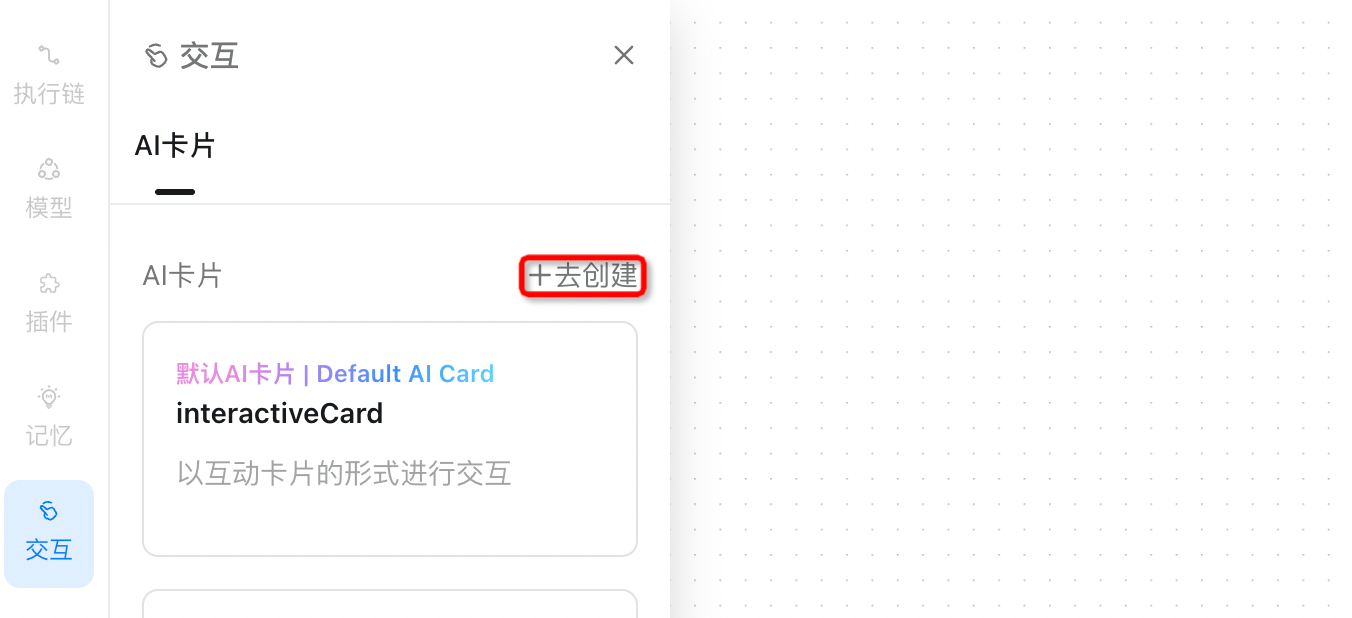 执行链
模型
插件
记忆
交互
交互
AI卡片
AI卡片
+去创建
默认AI卡片 | Default AI Card
interactiveCard
以互动卡片的形式进行交互